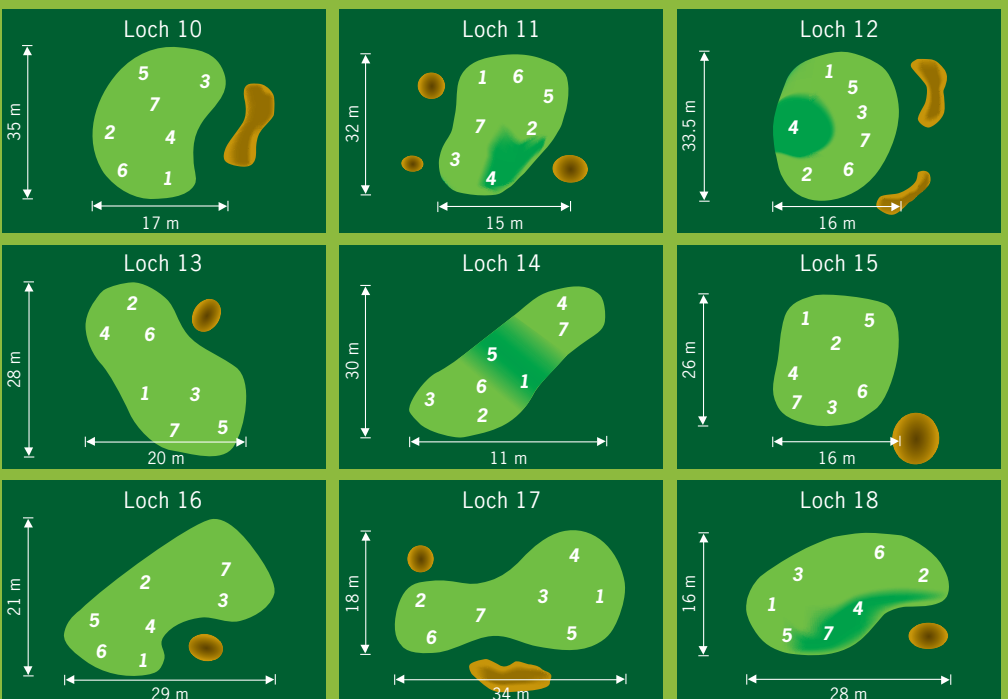 Loch 10
35 m
5
3
7
2
4
6
1
17 m
Loch 11
32 m
1 6
5
7 2
3
4
15 m
Loch 12
33.5 m
1
5
3
4
7
2 6
16 m
Loch 13
28 m
2
4 6
1 3
7 5
20 m
Loch 14
30 m
4
7
5
6 1
3
2
11 m
Loch 15
26 m
1 5
2
4
6
7 3
16 m
Loch 16
21 m
7
2
3
5 4
6 1
29 m
Loch 17
18 m
4
2 3 1
7
6 5
34 m
Loch 18
16 m
6
3 2
1 4
5 7
28 m